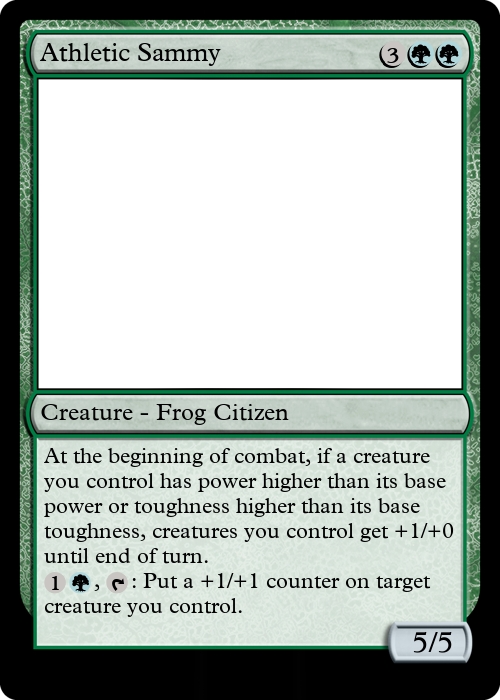 Athletic Sammy 3
Creature - Frog Citizen
At the beginning of combat, if a creature
you control has power higher than its base
power or toughness higher than its base
toughness, creatures you control get +1/+0
until end of turn.
1 , : Put a +1/+1 counter on target
creature you control.
5/5